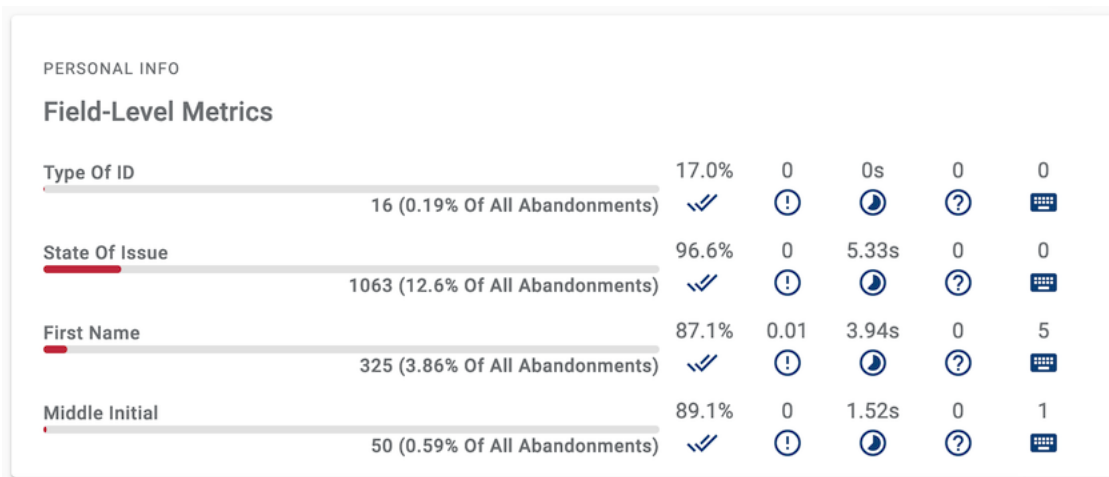 PERSONAL INFO
Field-Level Metrics
Type Of ID 17.0% 0 0s 0 0
16 (0.19% Of All Abandonments)
State Of Issue 96.6% 0 5.33s 0 0
1063 (12.6% Of All Abandonments)
First Name 87.1% 0.01 3.94s 0 5
325 (3.86% Of All Abandonments)
Middle Initial 89.1% 0 1.52s 0 1
50 (0.59% Of All Abandonments)